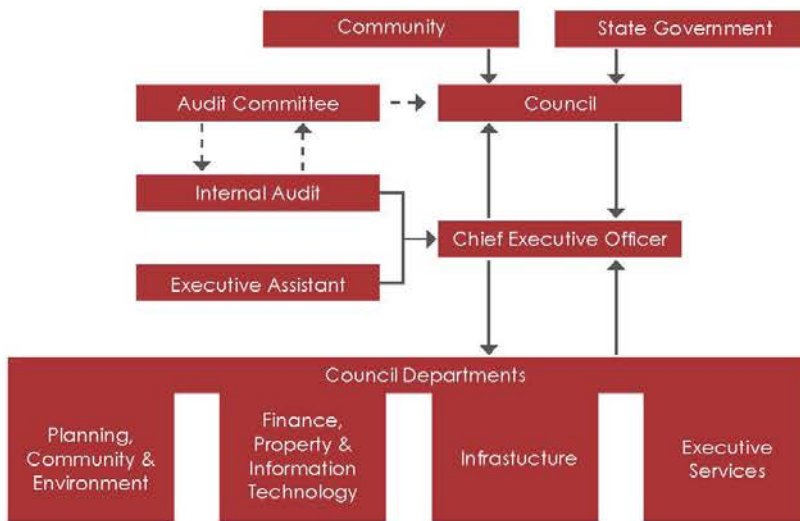 Community
State Government
Audit Committee
Council
Internal Audit
Chief Executive Officer
Executive Assistant
Council Departments
Planning,
Community &
Environment
Finance,
Property &
Information
Technology
Infrastucture
Executive
Services